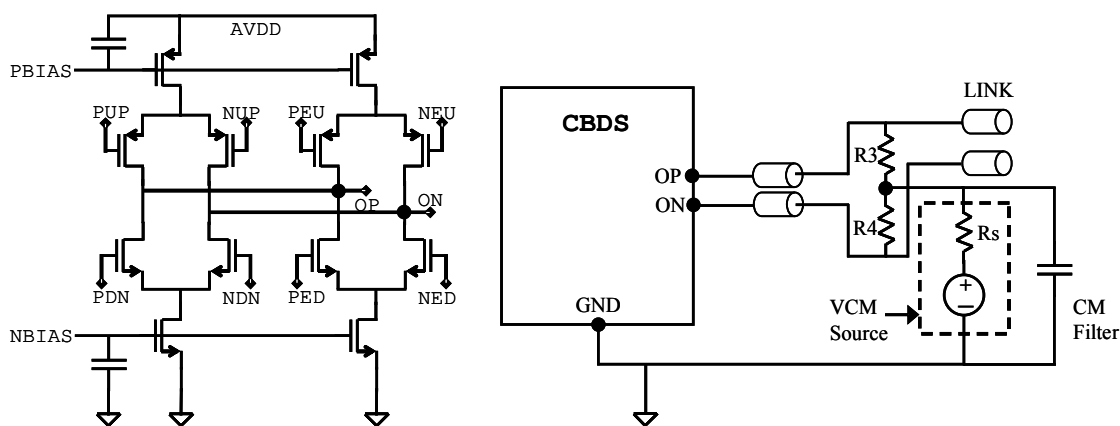 AVDD
PBIAS
PUP
NUP
PEU
NEU
OP
ON
PDN
NDN
PED
NED
NBIAS
CBDS
OP
ON
GND
LINK
R3
R4
Rs
+
−
VCM
Source
CM
Filter